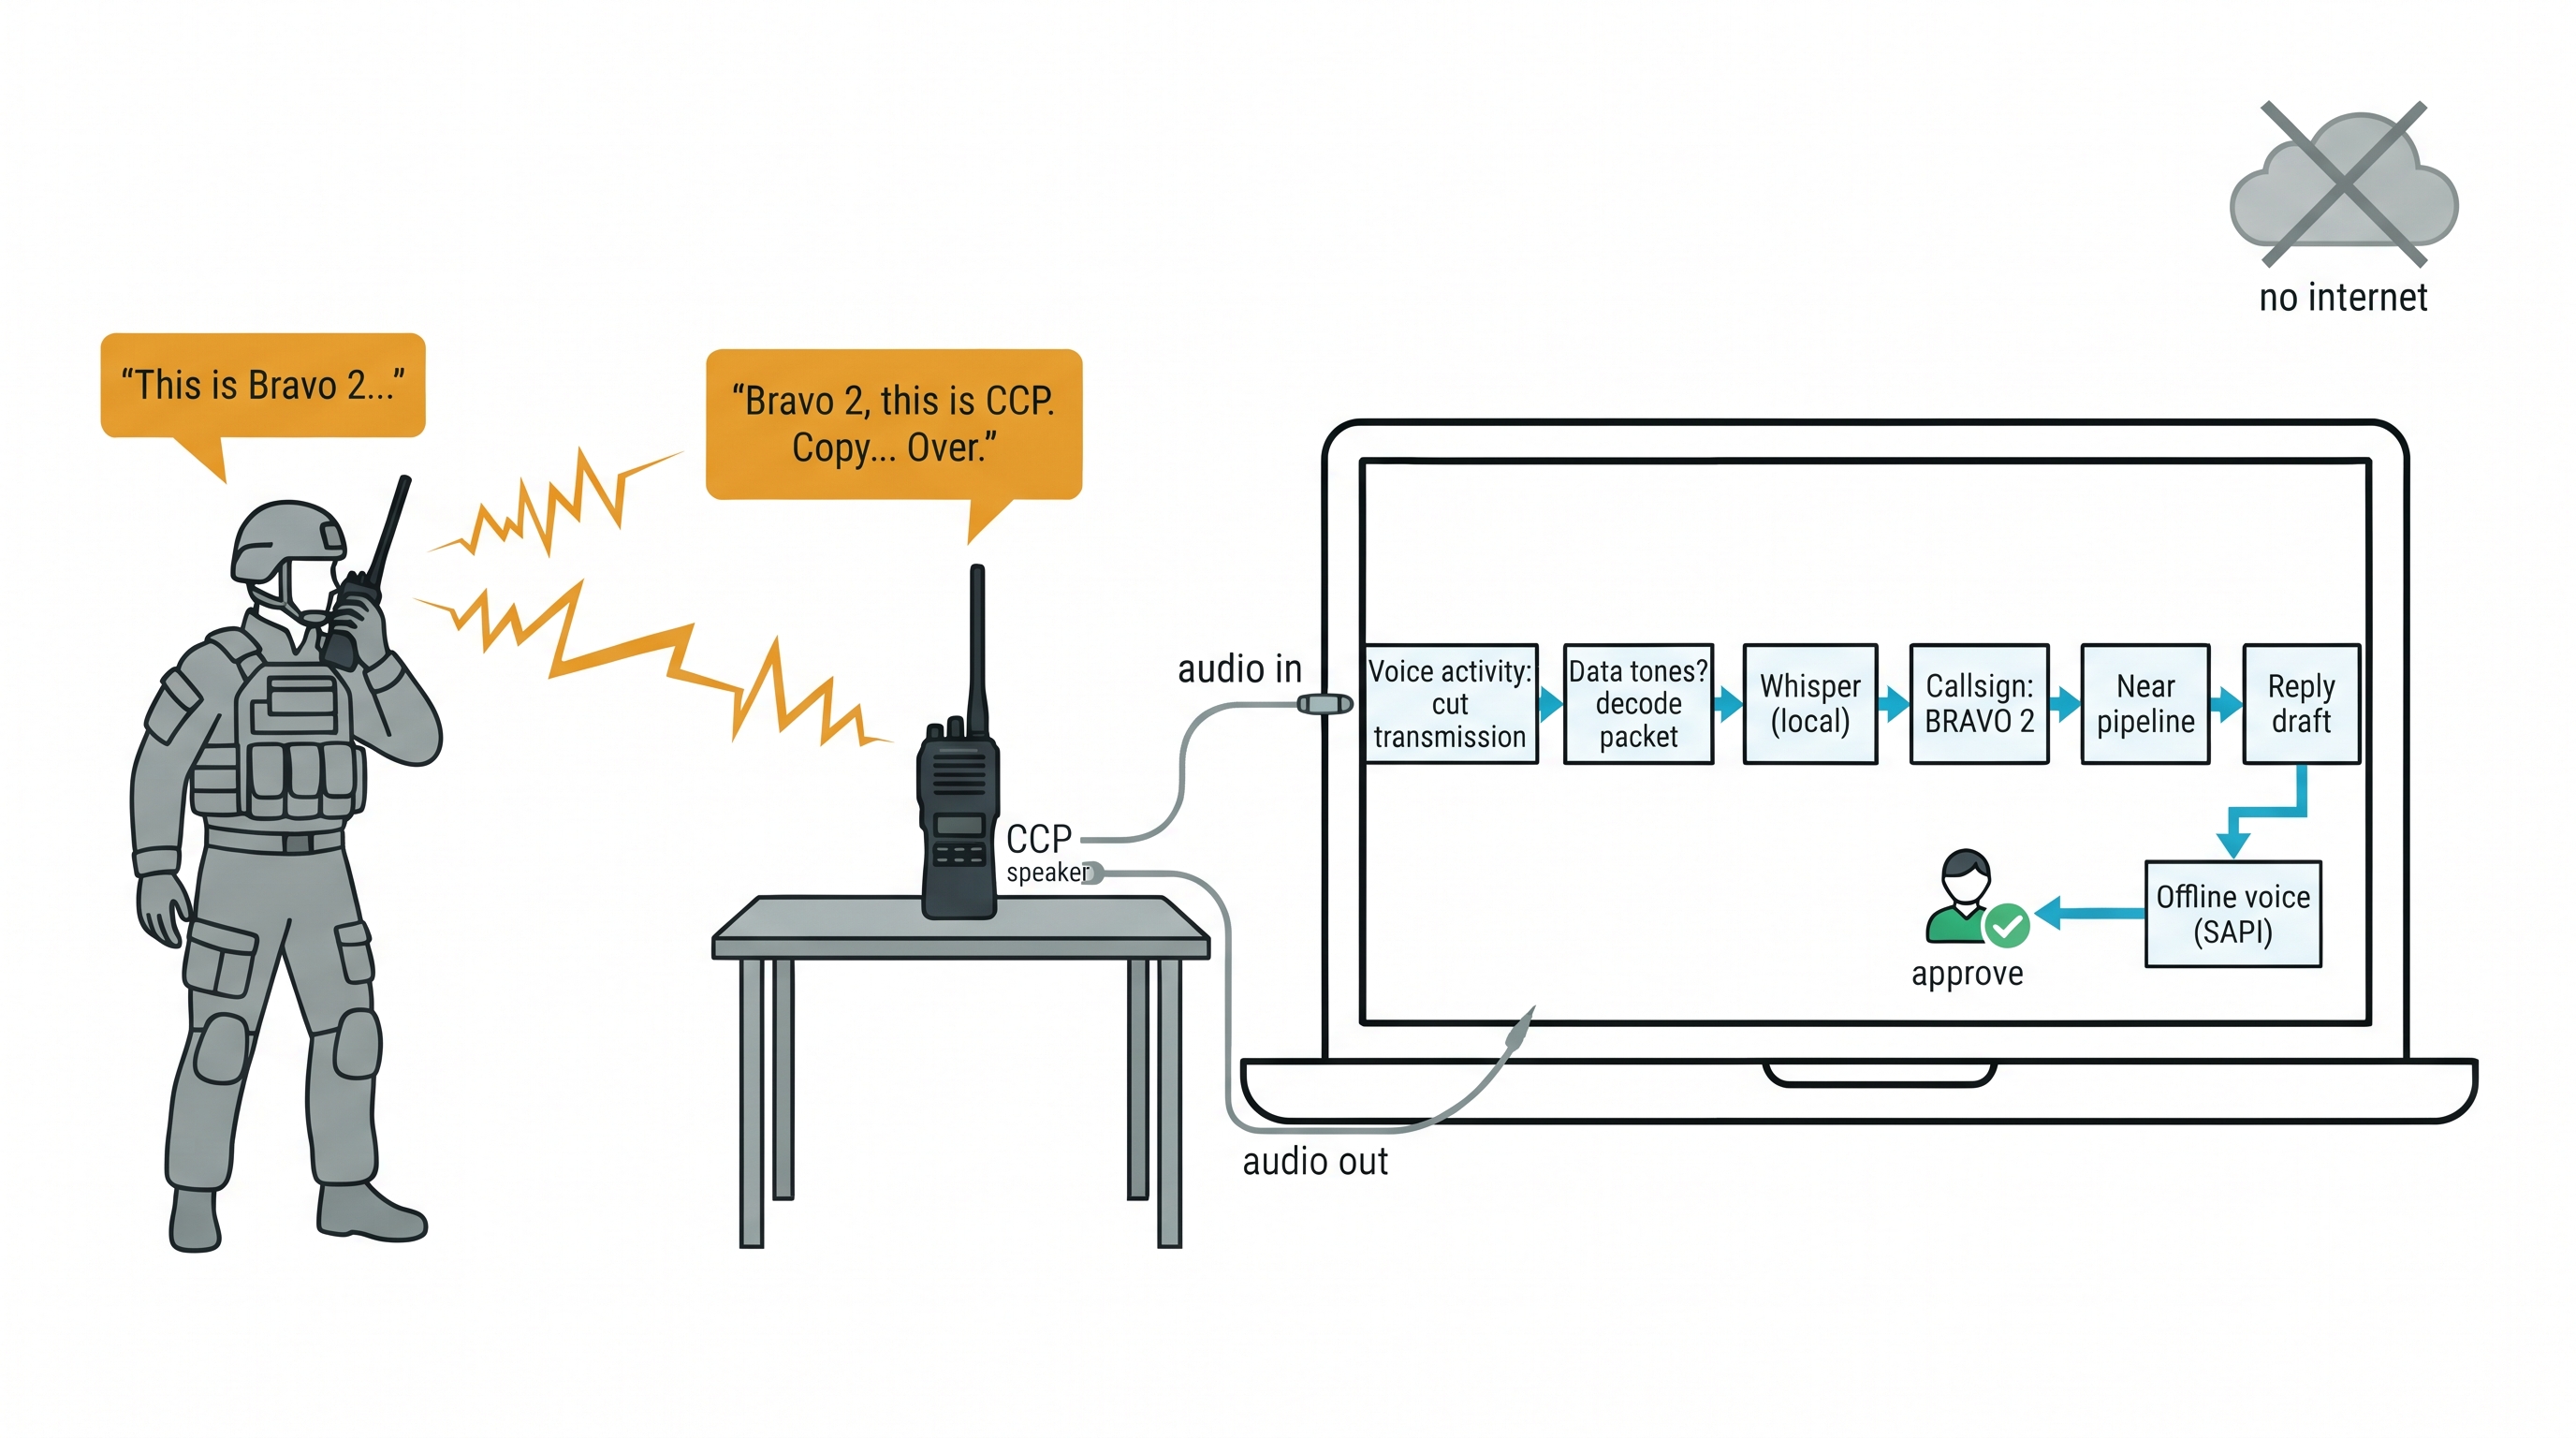 no internet
“This is Bravo 2...”
“Bravo 2, this is CCP.
Copy... Over.”
audio in
Voice activity:
cut
transmission
Data tones?
decode
packet
Whisper
(local)
Callsign:
BRAVO 2
Near
pipeline
Reply
draft
CCP
speaker
Offline voice
(SAPI)
approve
audio out